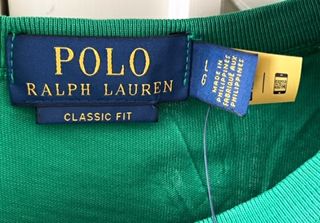 POLO
RALPH LAUREN
CLASSIC FIT
L
G
MADE IN
PHILIPPINES
FABRIQUÉ AUX
PHILIPPINES